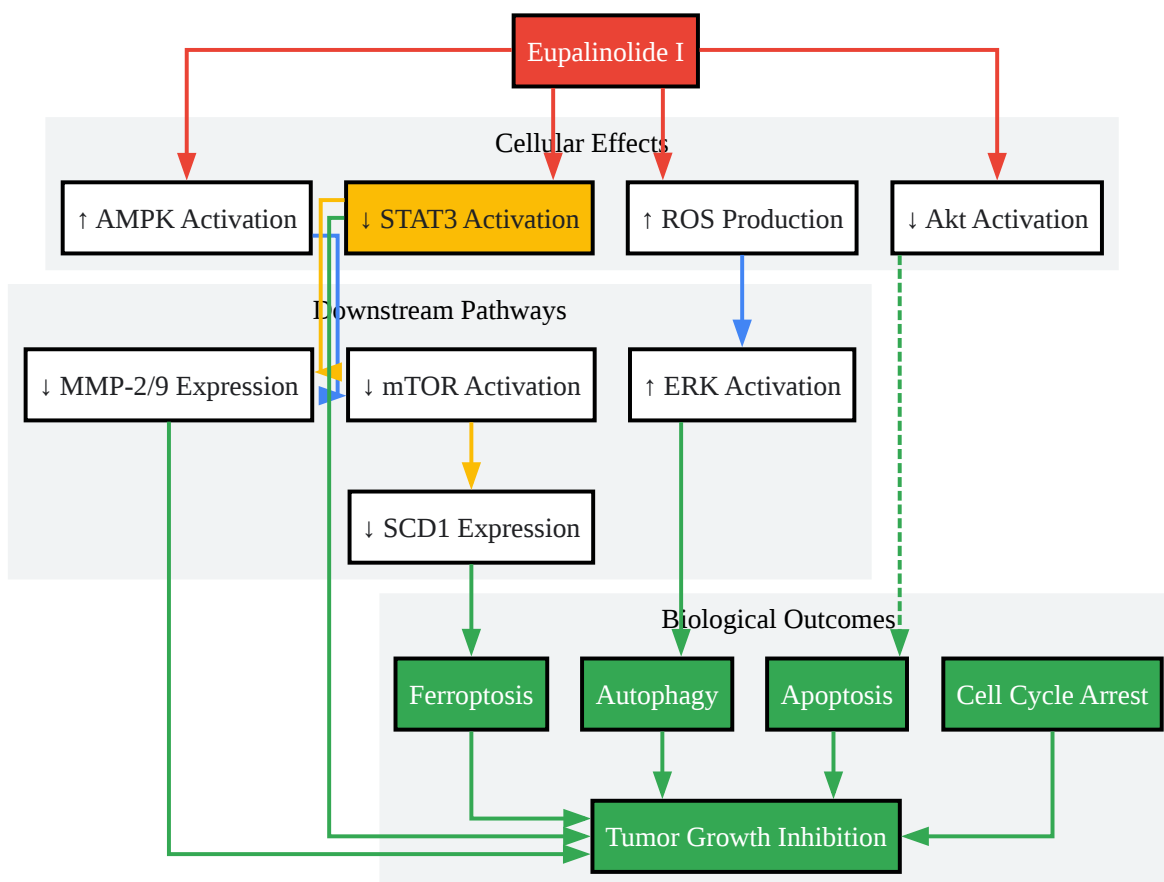 Eupalinolide I
Cellular Effects
↑ AMPK Activation
↓ STAT3 Activation
↑ ROS Production
↓ Akt Activation
Downstream Pathways
↓ MMP-2/9 Expression
↓ mTOR Activation
↑ ERK Activation
↓ SCD1 Expression
Biological Outcomes
Ferroptosis
Autophagy
Apoptosis
Cell Cycle Arrest
Tumor Growth Inhibition